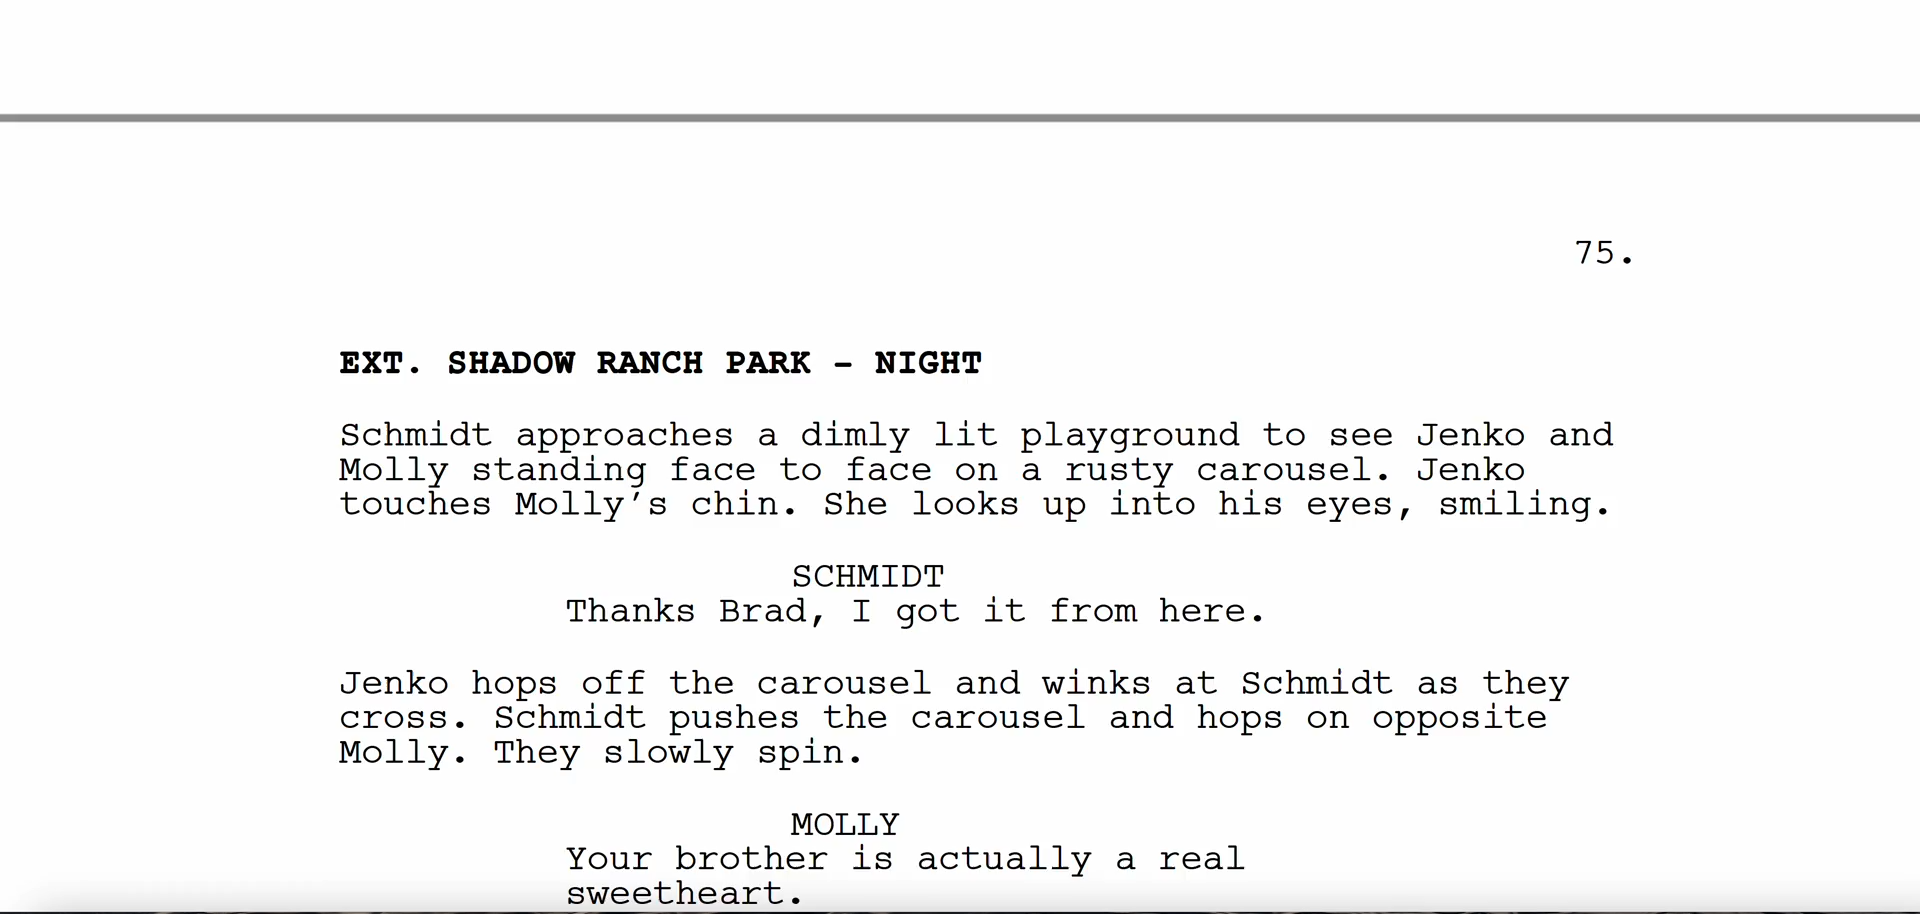 75.
EXT. SHADOW RANCH PARK – NIGHT
Schmidt approaches a dimly lit playground to see Jenko and
Molly standing face to face on a rusty carousel. Jenko
touches Molly’s chin. She looks up into his eyes, smiling.
SCHMIDT
Thanks Brad, I got it from here.
Jenko hops off the carousel and winks at Schmidt as they
cross. Schmidt pushes the carousel and hops on opposite
Molly. They slowly spin.
MOLLY
Your brother is actually a real
sweetheart.